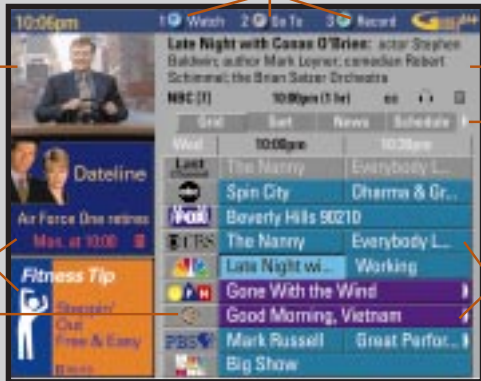 10:06pm
1 Watch 2 Go To 3 Record
Late Night with Conan O'Brien: actor Stephen
Baldwin; author Mark Leyner; comedian Robert
Schimmel; the Brian Setzer Orchestra
NBC (7) 10:00pm (1 hr) cc
Grid Sort News Schedule
Wed 10:00pm 10:30pm
Last The Nanny Everybody L...
abc Spin City Dharma & Gr...
FOX Beverly Hills 90210
CBS The Nanny Everybody L...
Late Night wi... Working
Gone With the Wind
Good Morning, Vietnam
PBS Mark Russell Great Perfor...
Big Show
Dateline
Air Force One retires
Mon. at 10:00
Fitness Tip
Steppin'
Out
Free & Easy